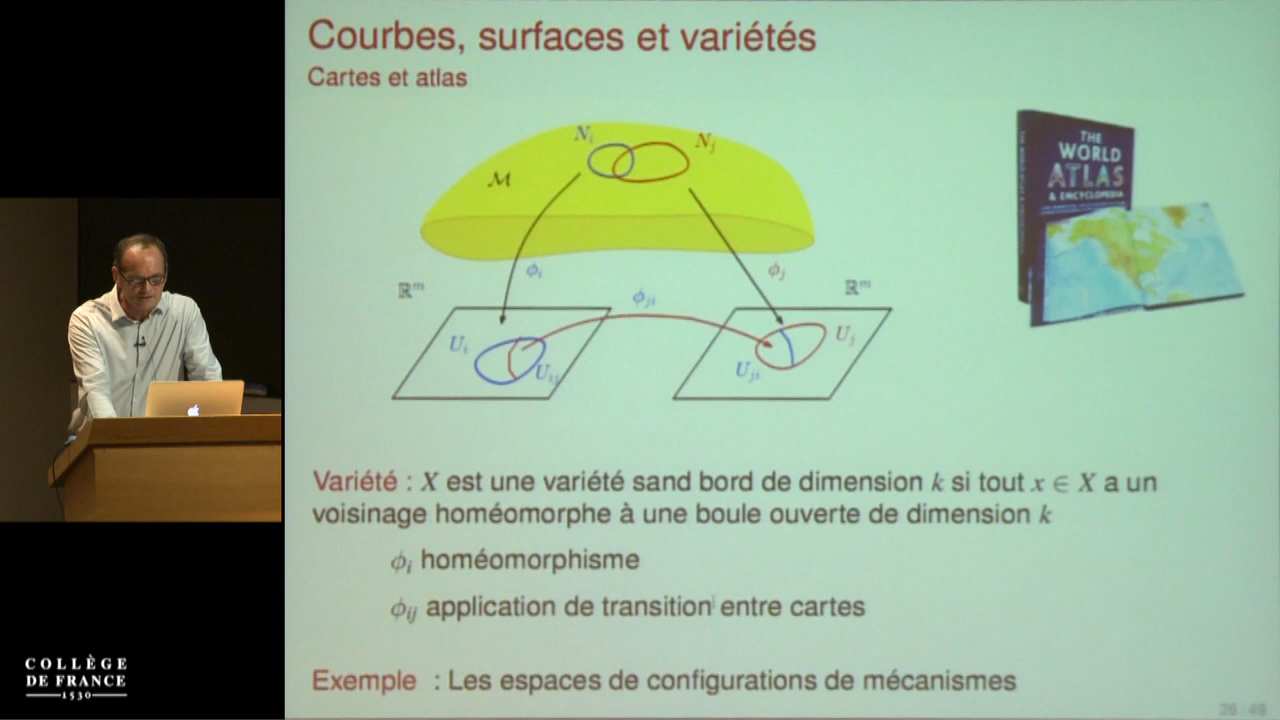 Courbes, surfaces et variétés
Cartes et atlas
N_i
N_j
M
ϕ_i
ϕ_j
ℝ^m
ϕ_ji
ℝ^m
U_i
U_ij
U_j
U_ji
THE
WORLD
ATLAS
& ENCYCLOPEDIA
Variété : X est une variété sand bord de dimension k si tout x ∈ X a un
voisinage homéomorphe à une boule ouverte de dimension k
ϕ_i homéomorphisme
ϕ_ij application de transition entre cartes
Exemple : Les espaces de configurations de mécanismes
COLLÈGE
DE FRANCE
1530